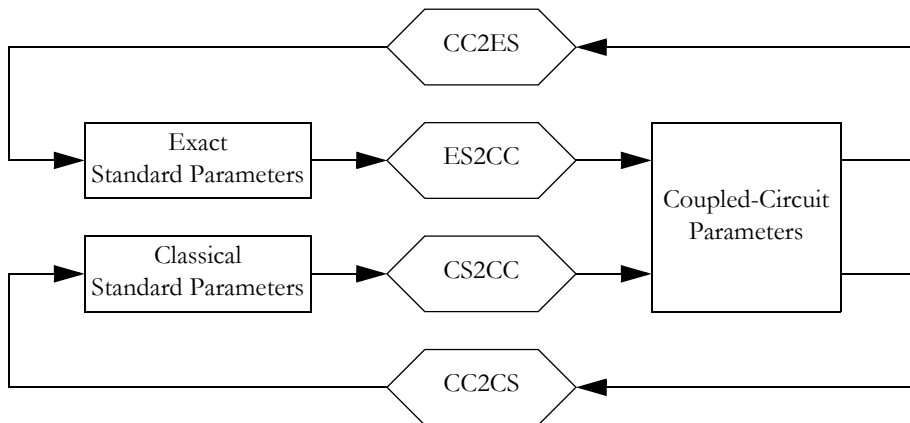 CC2ES
Exact
Standard Parameters
ES2CC
Coupled-Circuit
Parameters
Classical
Standard Parameters
CS2CC
CC2CS